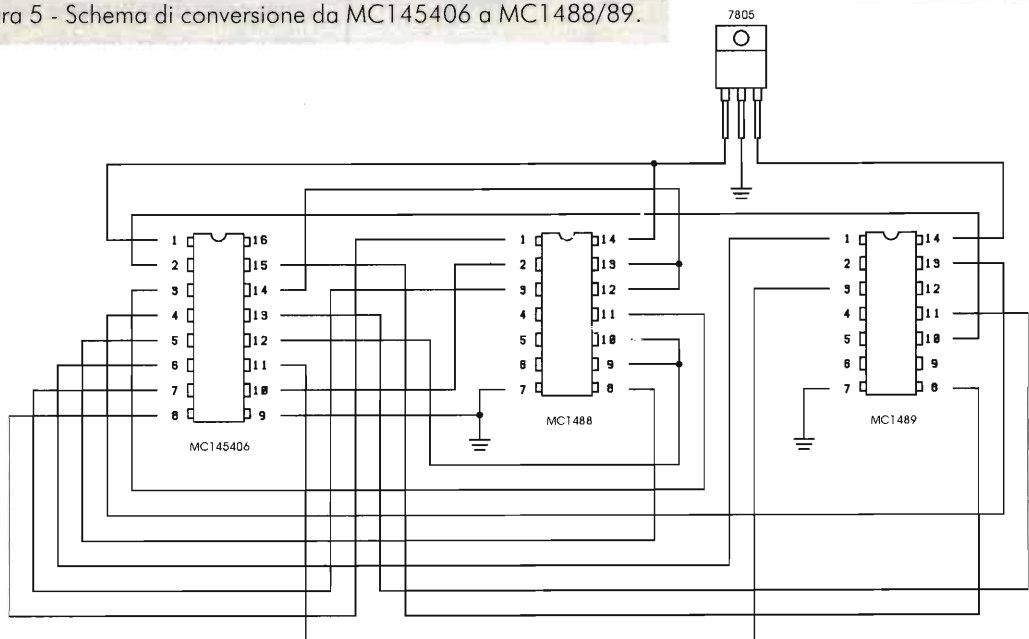 ra 5 - Schema di conversione da MC145406 a MC1488/89.
7805
1 16 1 14 1 14
2 15 2 13 2 13
3 14 3 12 3 12
4 13 4 11 4 11
5 12 5 10 5 10
6 11 6 9 6 9
7 10 7 8 7 8
8 9
MC145406
MC1488
MC1489